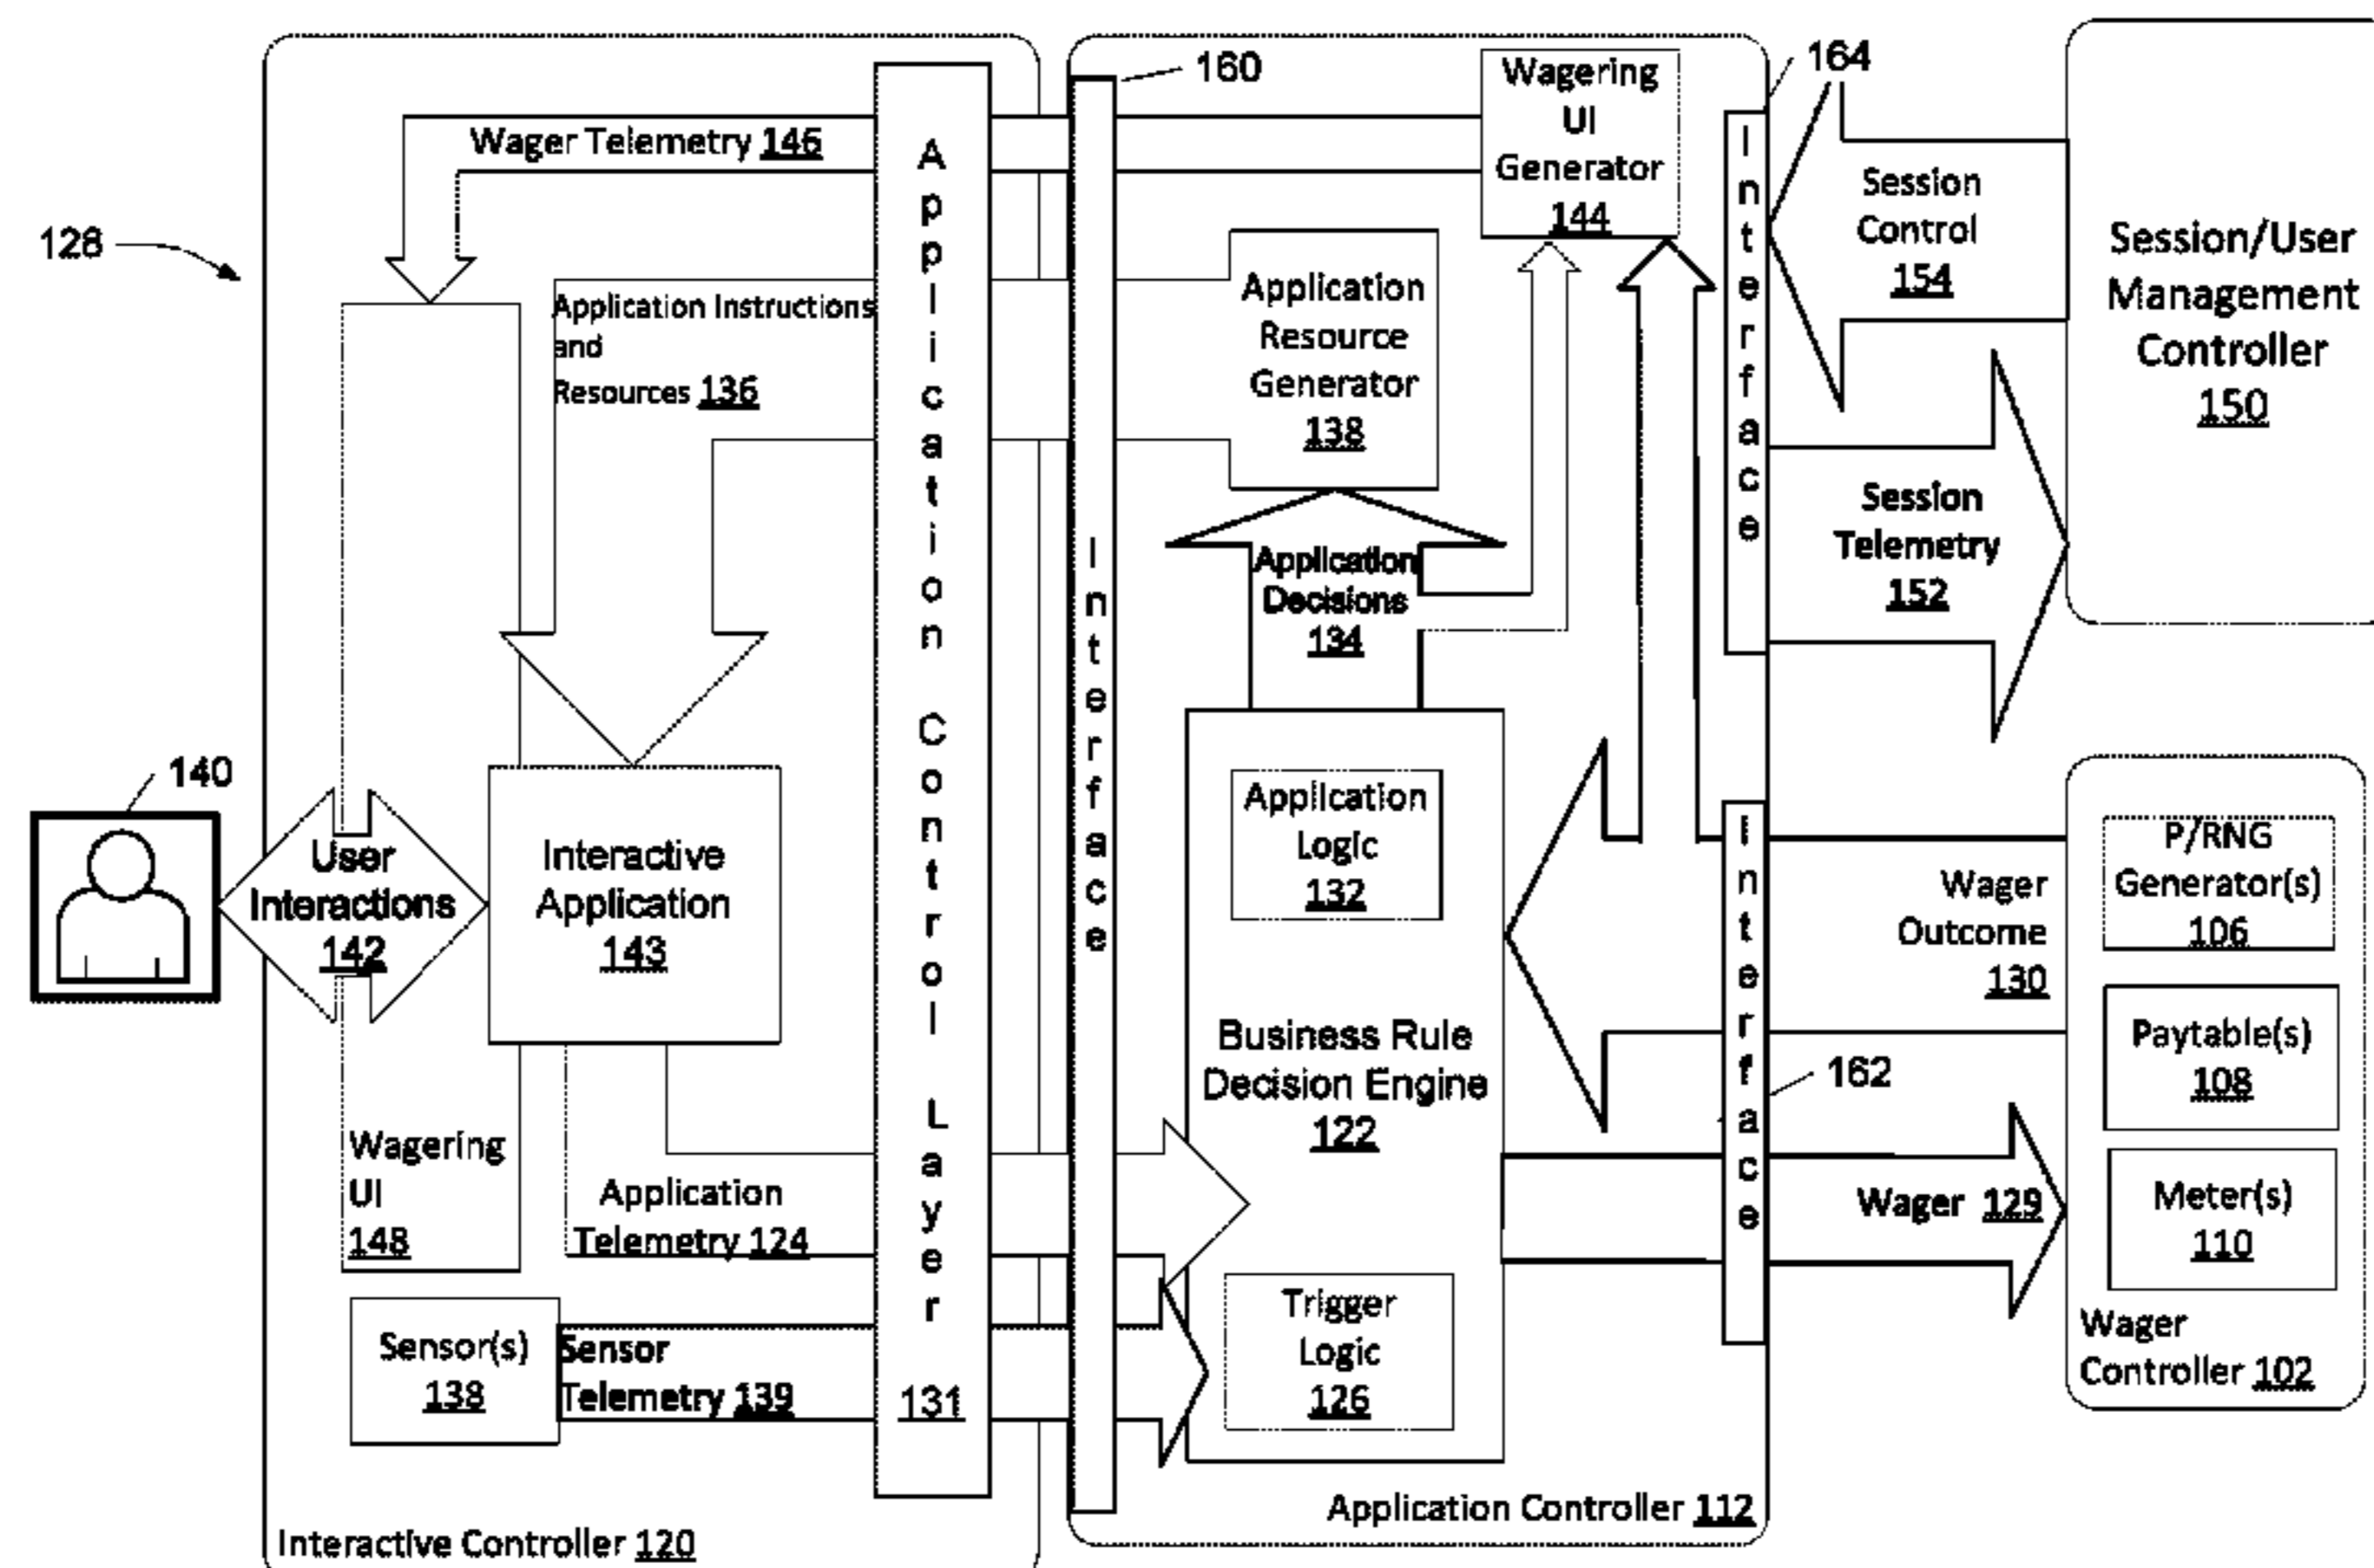 128
140
Wager Telemetry 146
Application Instructions
and
Resources 136
User
Interactions
142
Interactive
Application
143
Wagering
UI
148
Application
Telemetry 124
Sensor(s)
138
Sensor
Telemetry 139
Interactive Controller 120
Application Control Layer
131
160
Interface
Wagering
UI
Generator
144
Application
Resource
Generator
138
Application
Decisions
134
Application
Logic
132
Business Rule
Decision Engine
122
Trigger
Logic
126
Application Controller 112
164
Interface
Session
Control
154
Session
Telemetry
152
Session/User
Management
Controller
150
Interface
162
Wager
Outcome
130
Wager 129
P/RNG
Generator(s)
106
Paytable(s)
108
Meter(s)
110
Wager
Controller 102